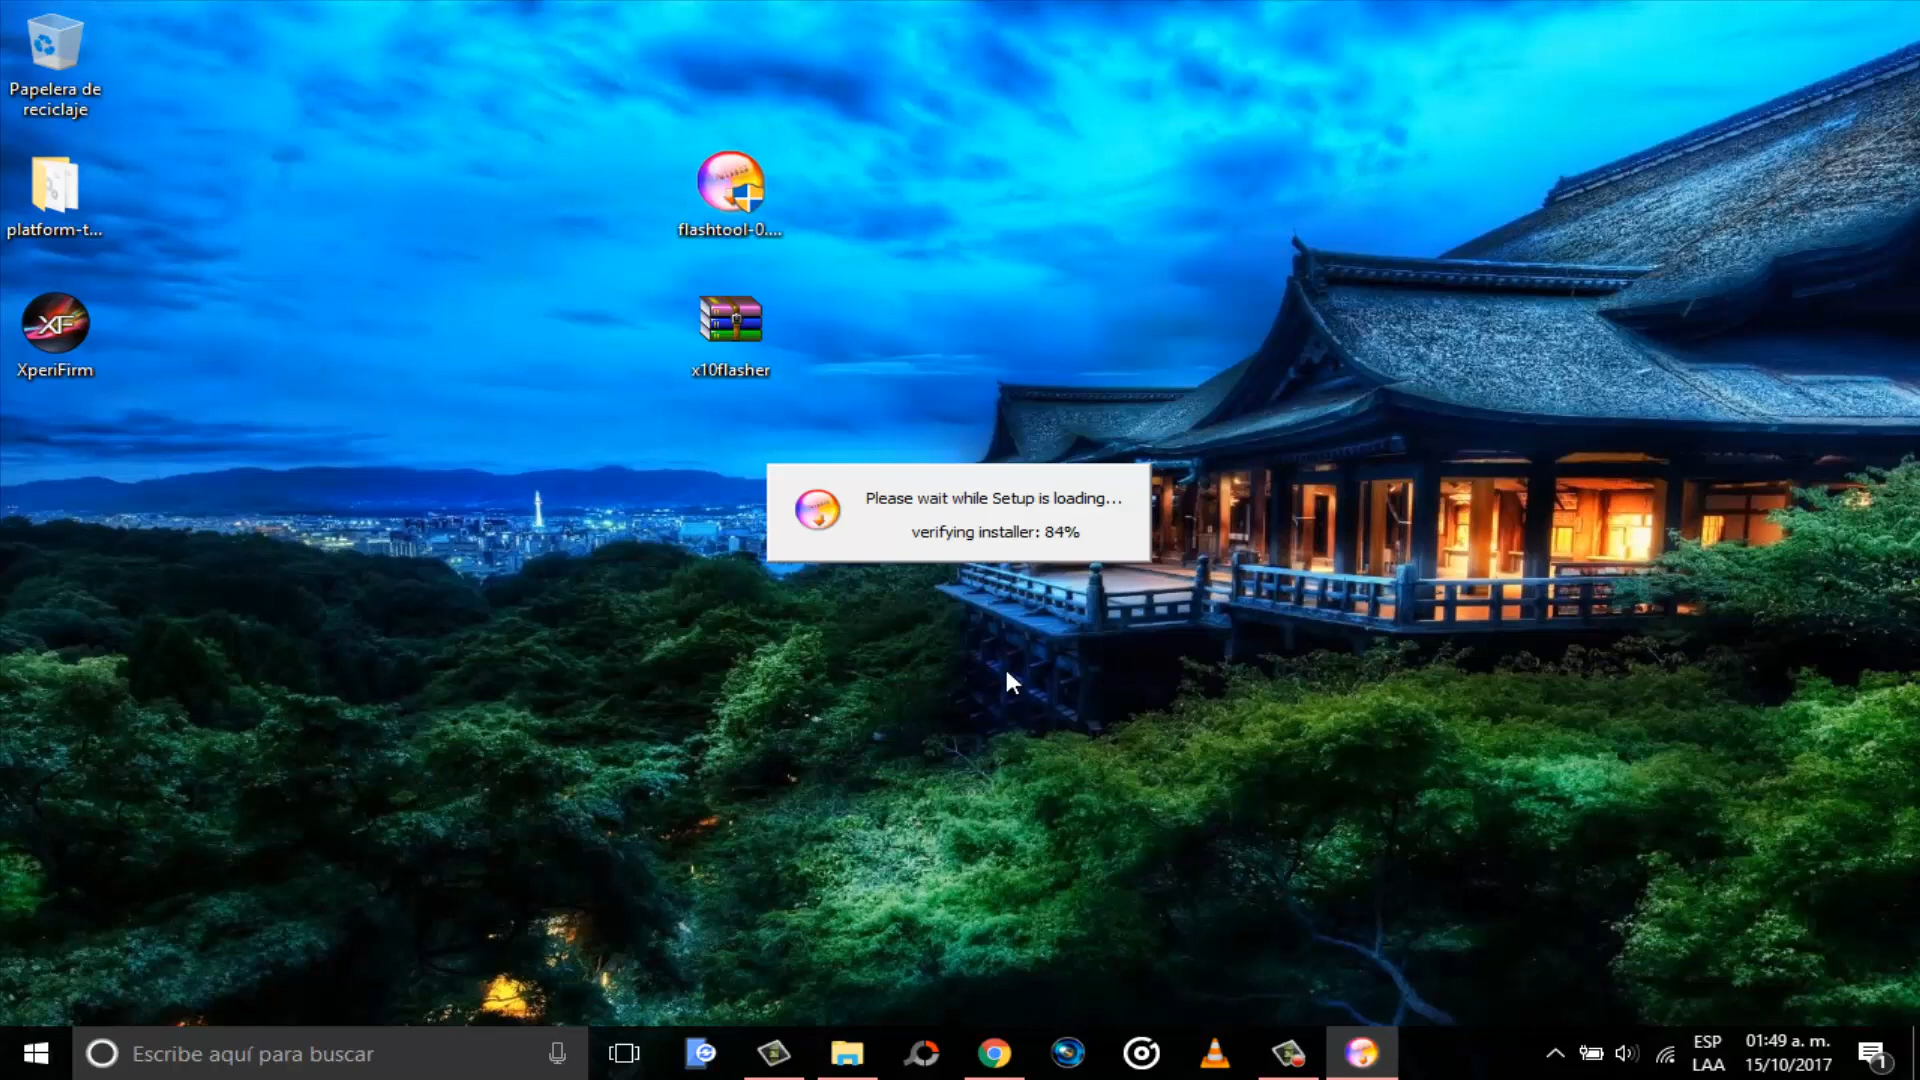 Papelera de
reciclaje
platform-t...
XperiFirm
flashtool-0....
x10flasher
Please wait while Setup is loading...
verifying installer: 84%
Escribe aquí para buscar
ESP
LAA
01:49 a. m.
15/10/2017
1